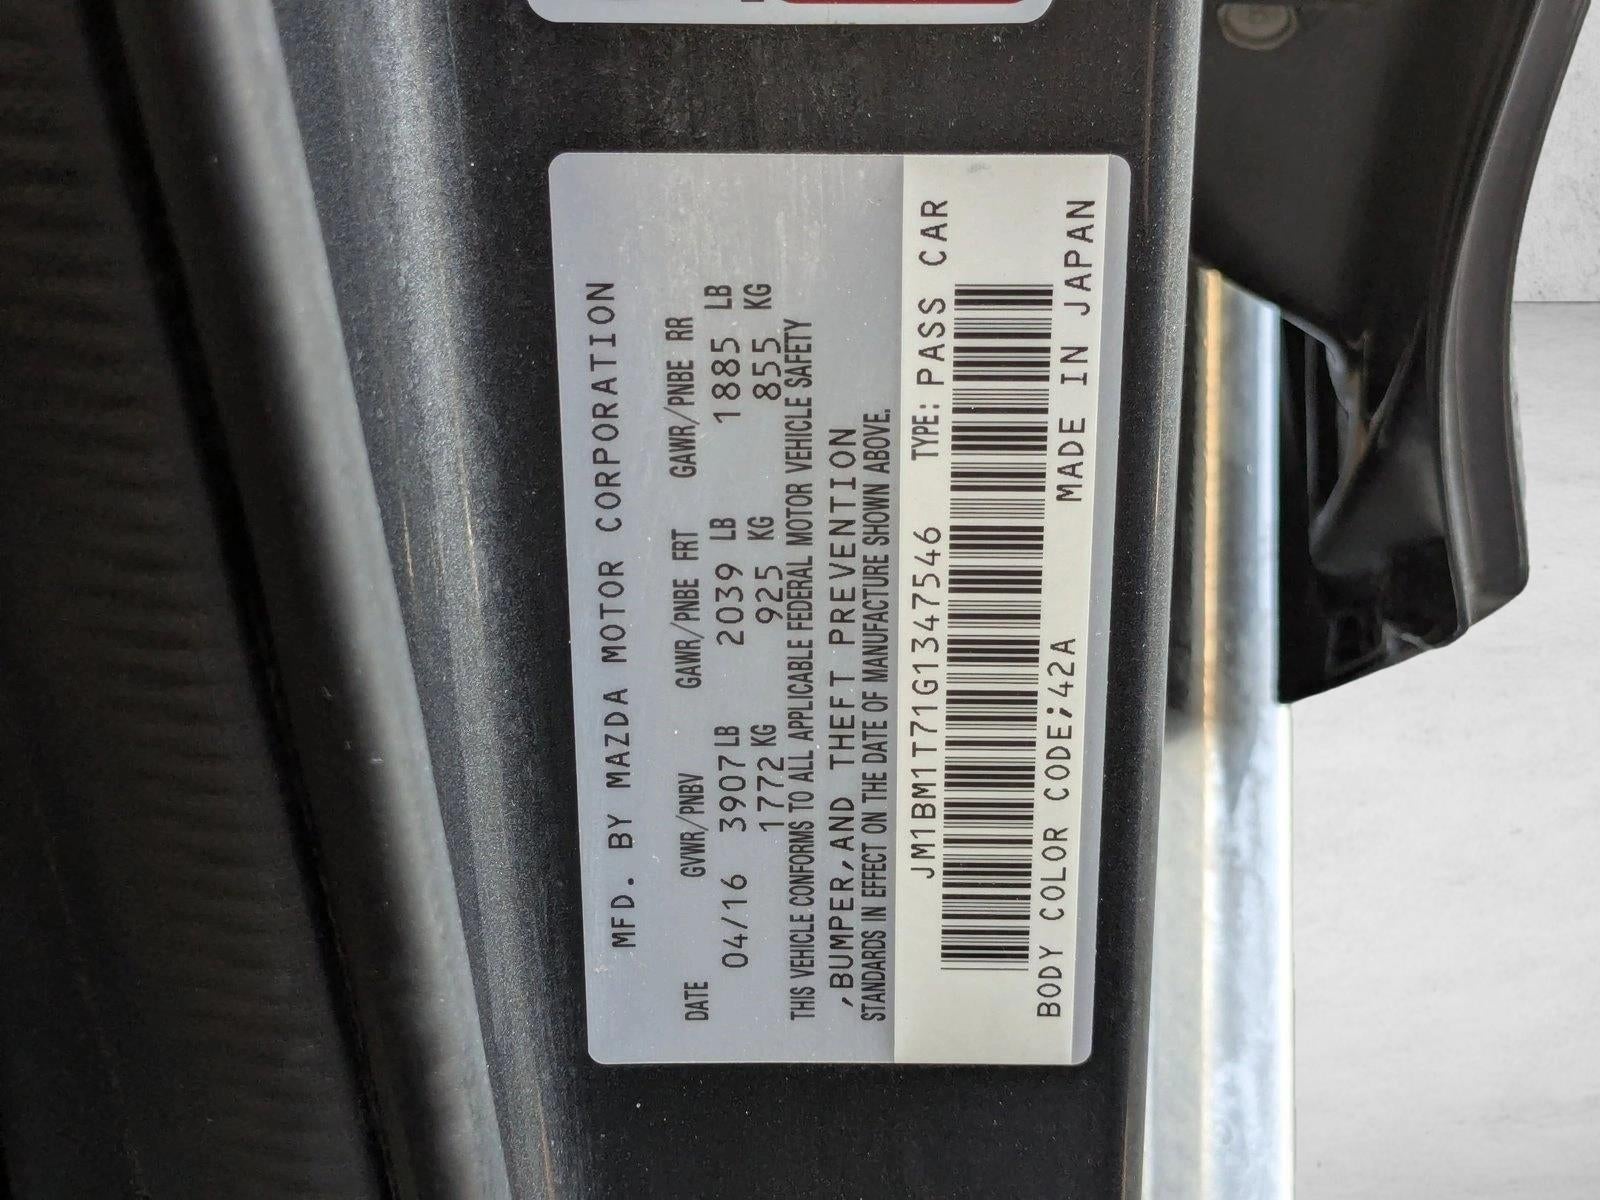 MFD. BY MAZDA MOTOR CORPORATION
DATE GVWR/PNBV GAWR/PNBE FRT GAWR/PNBE RR
04/16 3907 LB 2039 LB 1885 LB
1772 KG 925 KG 855 KG
THIS VEHICLE CONFORMS TO ALL APPLICABLE FEDERAL MOTOR VEHICLE SAFETY
,BUMPER,AND THEFT PREVENTION
STANDARDS IN EFFECT ON THE DATE OF MANUFACTURE SHOWN ABOVE.
JM1BM1T71G1347546 TYPE: PASS CAR
BODY COLOR CODE;42A MADE IN JAPAN